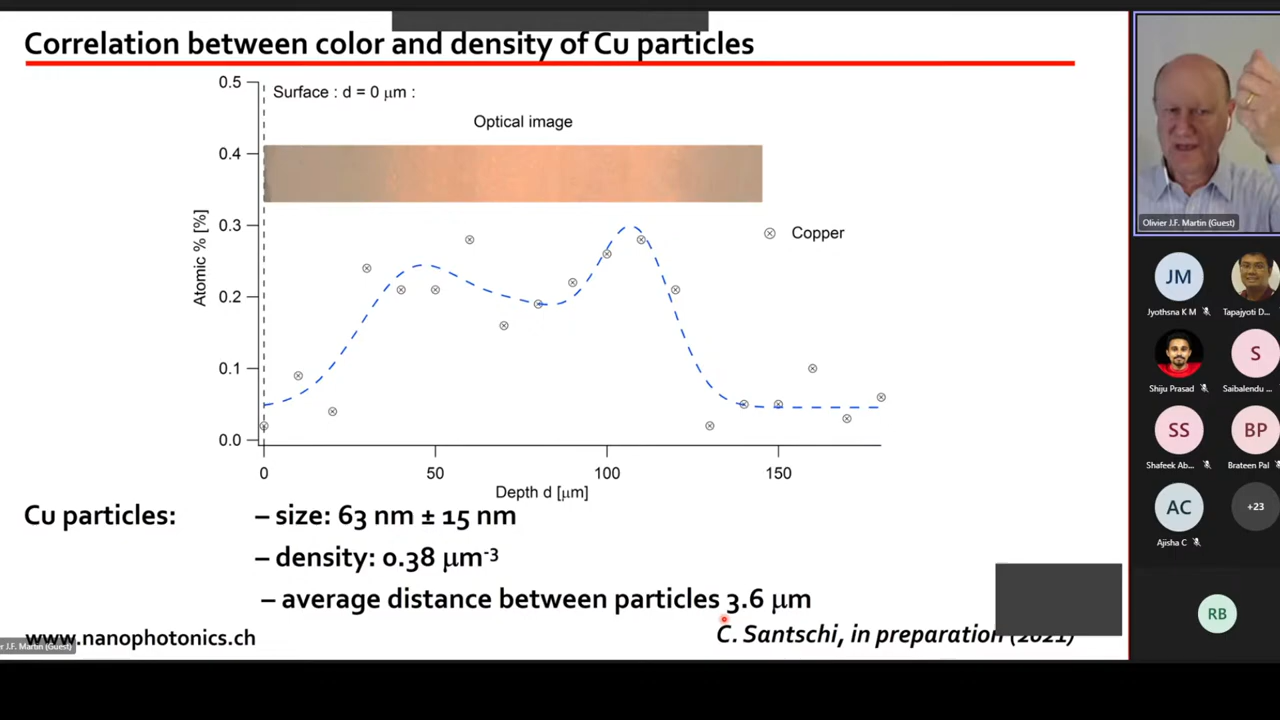 Correlation between color and density of Cu particles
0.5
Surface : d = 0 μm :
Optical image
0.4
0.3
Copper
Atomic % [%]
0.2
0.1
0.0
0 50 100 150
Depth d [μm]
Cu particles: – size: 63 nm ± 15 nm
– density: 0.38 μm⁻³
– average distance between particles 3.6 μm
www.nanophotonics.ch
C. Santschi, in preparation (2021)
r J.F. Martin (Guest)
Olivier J.F. Martin (Guest)
JM
Jyothsna K M
Tapajyoti D...
Shiju Prasad
S
Saibalendu ...
SS
Shafeek Ab...
BP
Brateen Pal
AC
Ajisha C
+23
RB